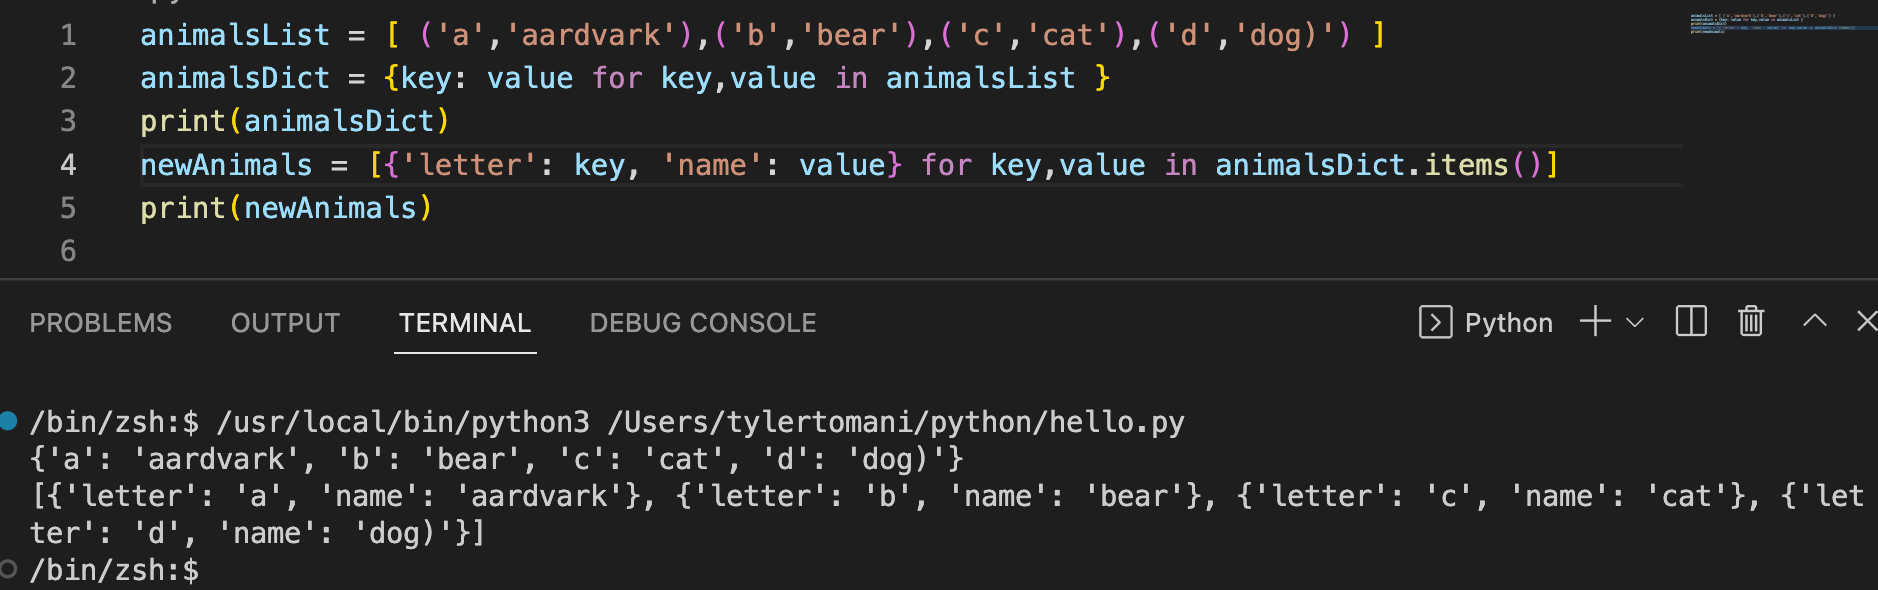 1 animalsList = [ ('a','aardvark'),('b','bear'),('c','cat'),('d','dog)') ]
2 animalsDict = {key: value for key,value in animalsList }
3 print(animalsDict)
4 newAnimals = [{'letter': key, 'name': value} for key,value in animalsDict.items()]
5 print(newAnimals)
6
PROBLEMS OUTPUT TERMINAL DEBUG CONSOLE Python
/bin/zsh:$ /usr/local/bin/python3 /Users/tylertomani/python/hello.py
{'a': 'aardvark', 'b': 'bear', 'c': 'cat', 'd': 'dog)'}
[{'letter': 'a', 'name': 'aardvark'}, {'letter': 'b', 'name': 'bear'}, {'letter': 'c', 'name': 'cat'}, {'let
ter': 'd', 'name': 'dog)'}]
/bin/zsh:$